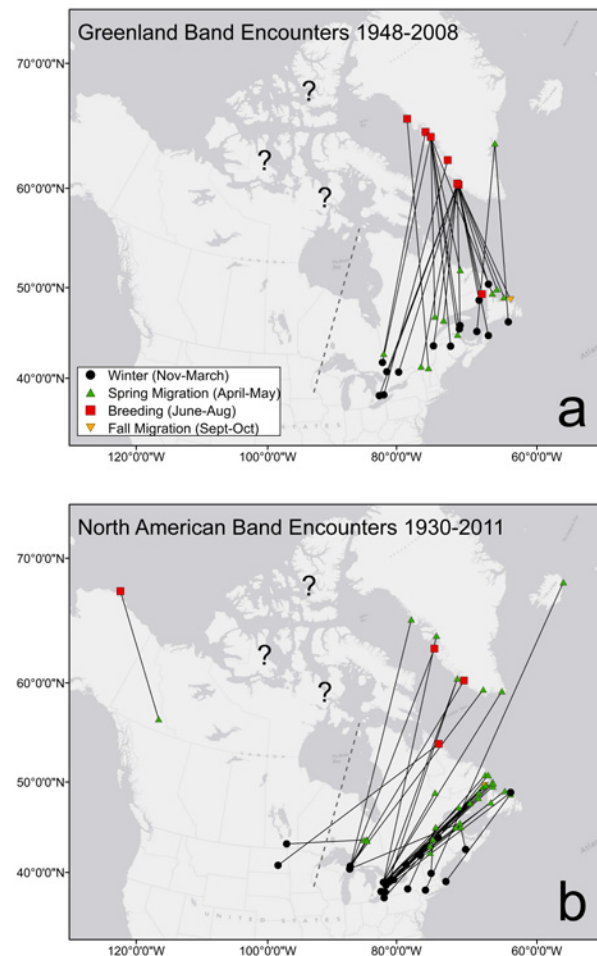 Greenland Band Encounters 1948-2008
70°0'0"N
?
?
60°0'0"N
?
50°0'0"N
40°0'0"N
Winter (Nov-March)
Spring Migration (April-May)
Breeding (June-Aug)
Fall Migration (Sept-Oct)
a
120°0'0"W 100°0'0"W 80°0'0"W 60°0'0"W
North American Band Encounters 1930-2011
70°0'0"N
?
?
60°0'0"N
?
50°0'0"N
40°0'0"N
UNITED STATES
b
120°0'0"W 100°0'0"W 80°0'0"W 60°0'0"W